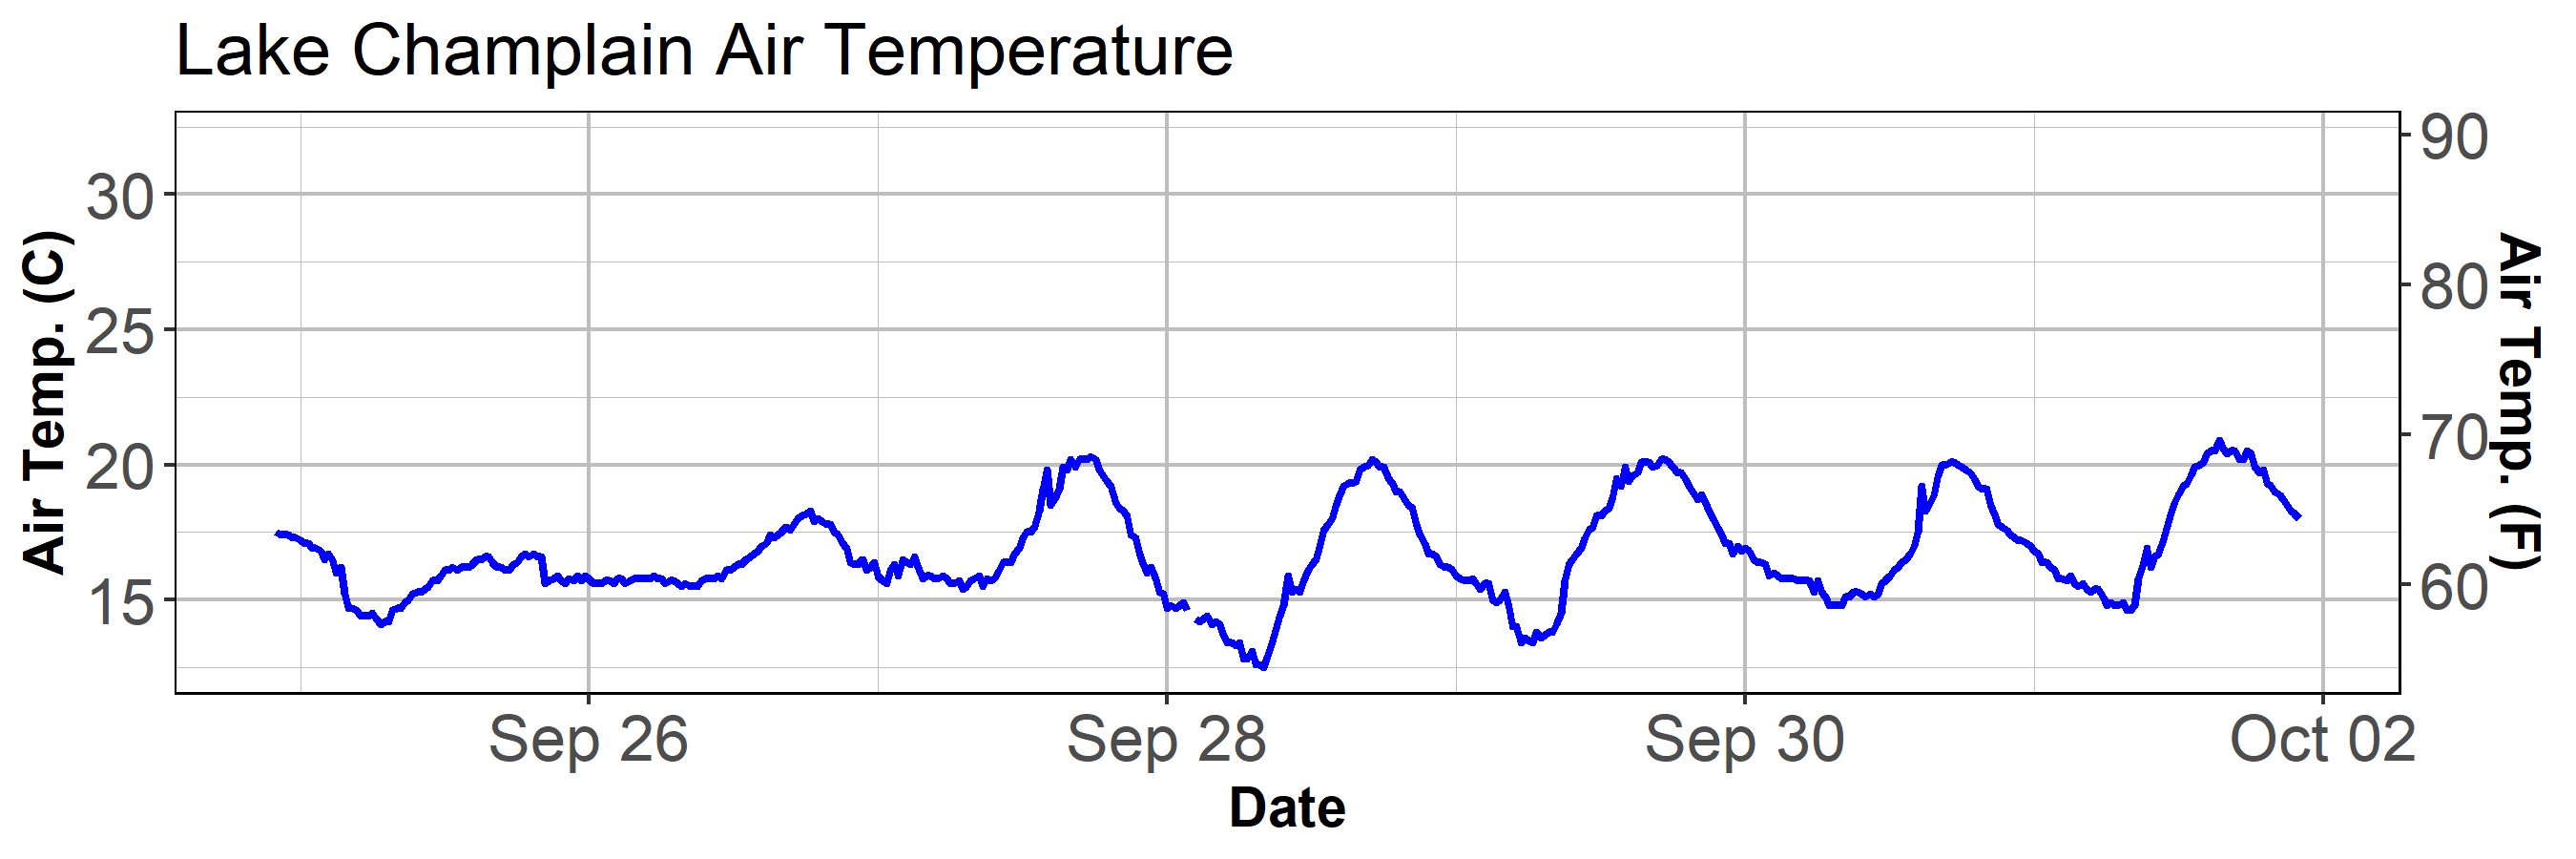 Lake Champlain Air Temperature
Air Temp. (C)
30
25
20
15
90
80
70
60
Air Temp. (F)
Sep 26
Sep 28
Sep 30
Oct 02
Date